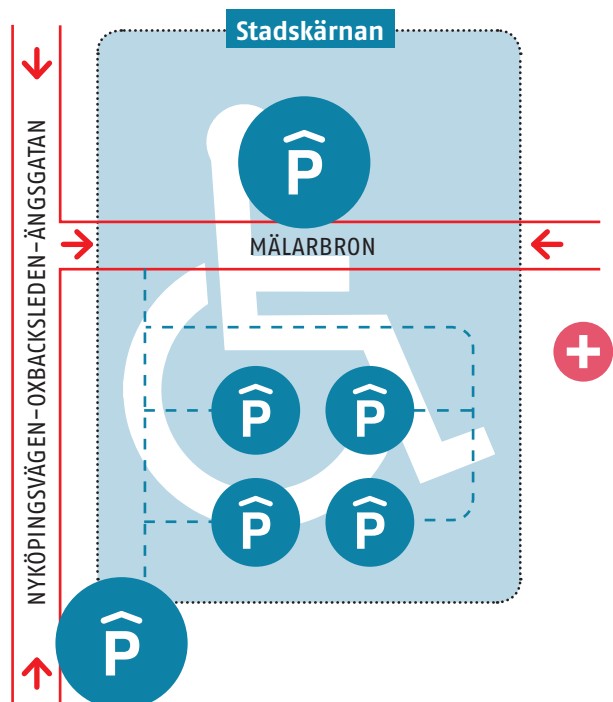 Stadskärnan
P
MÄLARBRON
NYKÖPINGSVÄGEN–OXBACKSLEDEN–ÄNGSGATAN
P
P
P
P
P